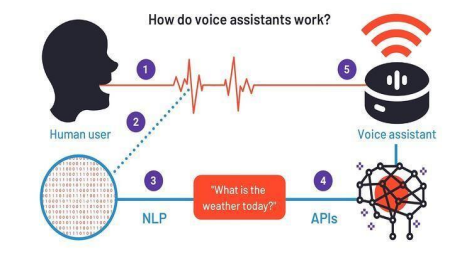 How do voice assistants work?
1
5
Human user
2
Voice assistant
3
4
"What is the
weather today?"
NLP
APIs